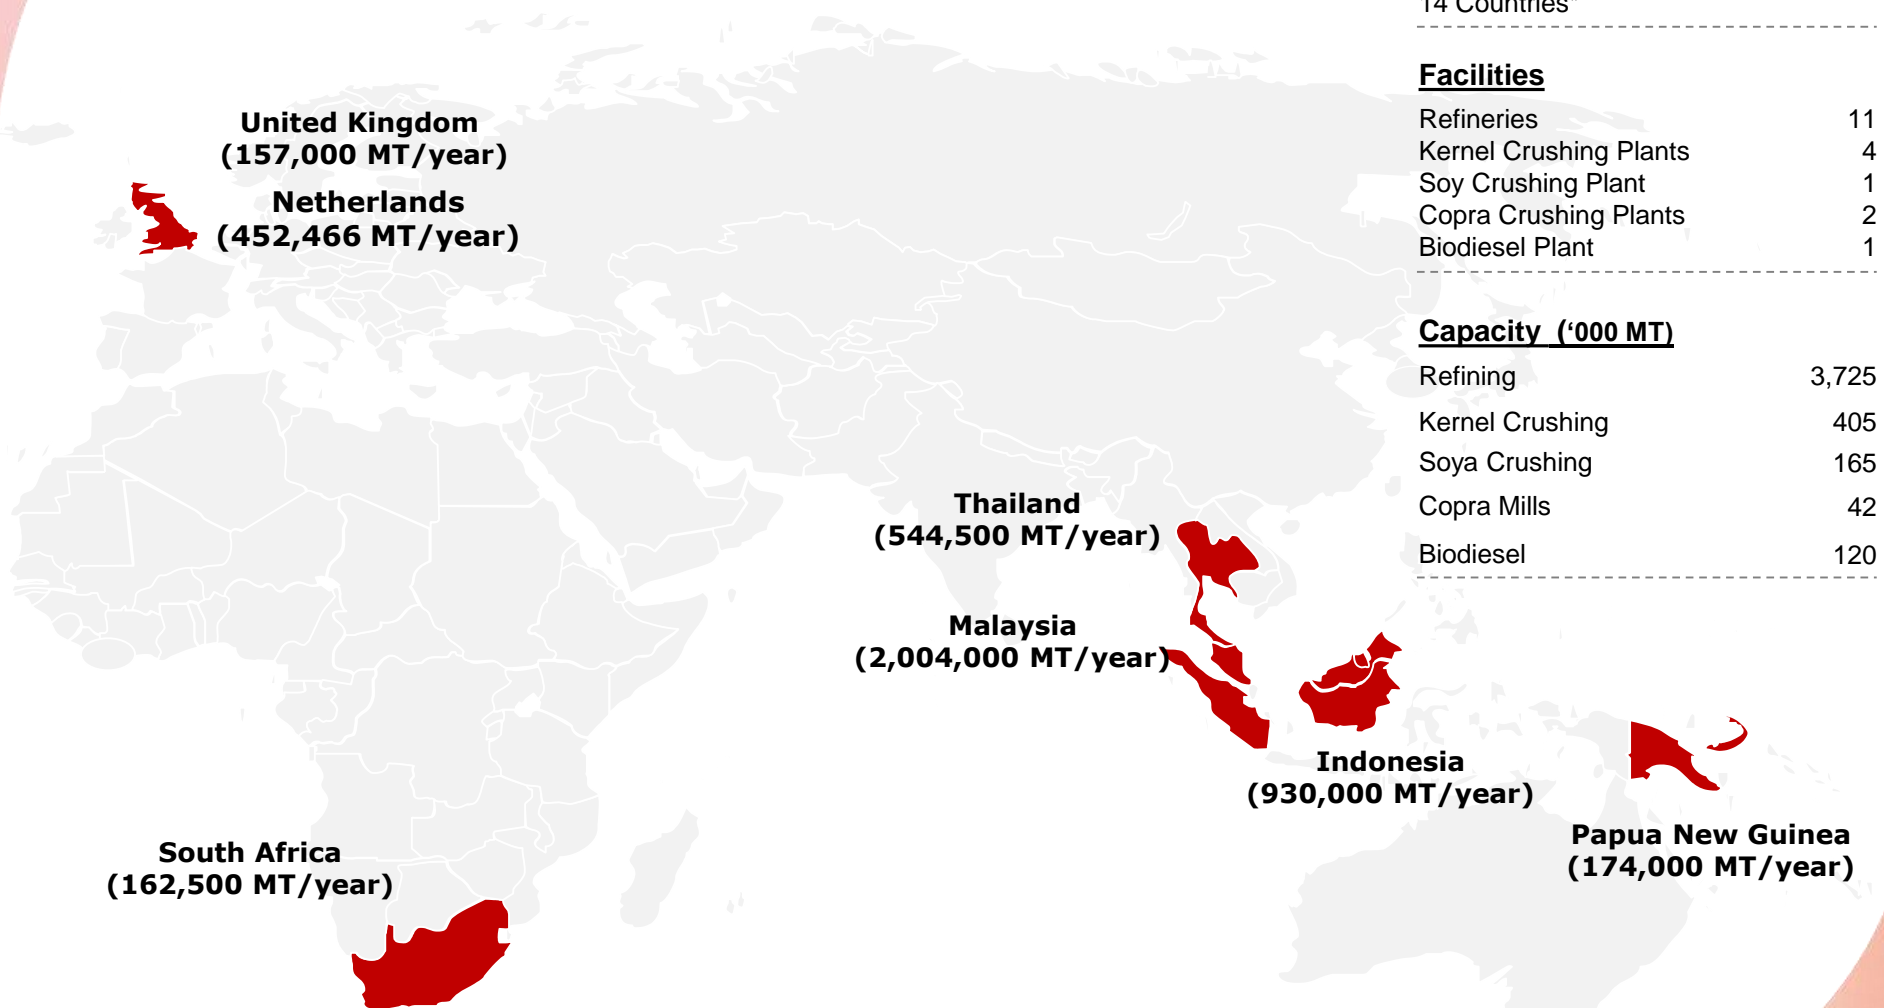 14 Countries*
Facilities
Refineries 11
Kernel Crushing Plants 4
Soy Crushing Plant 1
Copra Crushing Plants 2
Biodiesel Plant 1
Capacity (‘000 MT)
Refining 3,725
Kernel Crushing 405
Soya Crushing 165
Copra Mills 42
Biodiesel 120
United Kingdom
(157,000 MT/year)
Netherlands
(452,466 MT/year)
Thailand
(544,500 MT/year)
Malaysia
(2,004,000 MT/year)
Indonesia
(930,000 MT/year)
Papua New Guinea
(174,000 MT/year)
South Africa
(162,500 MT/year)